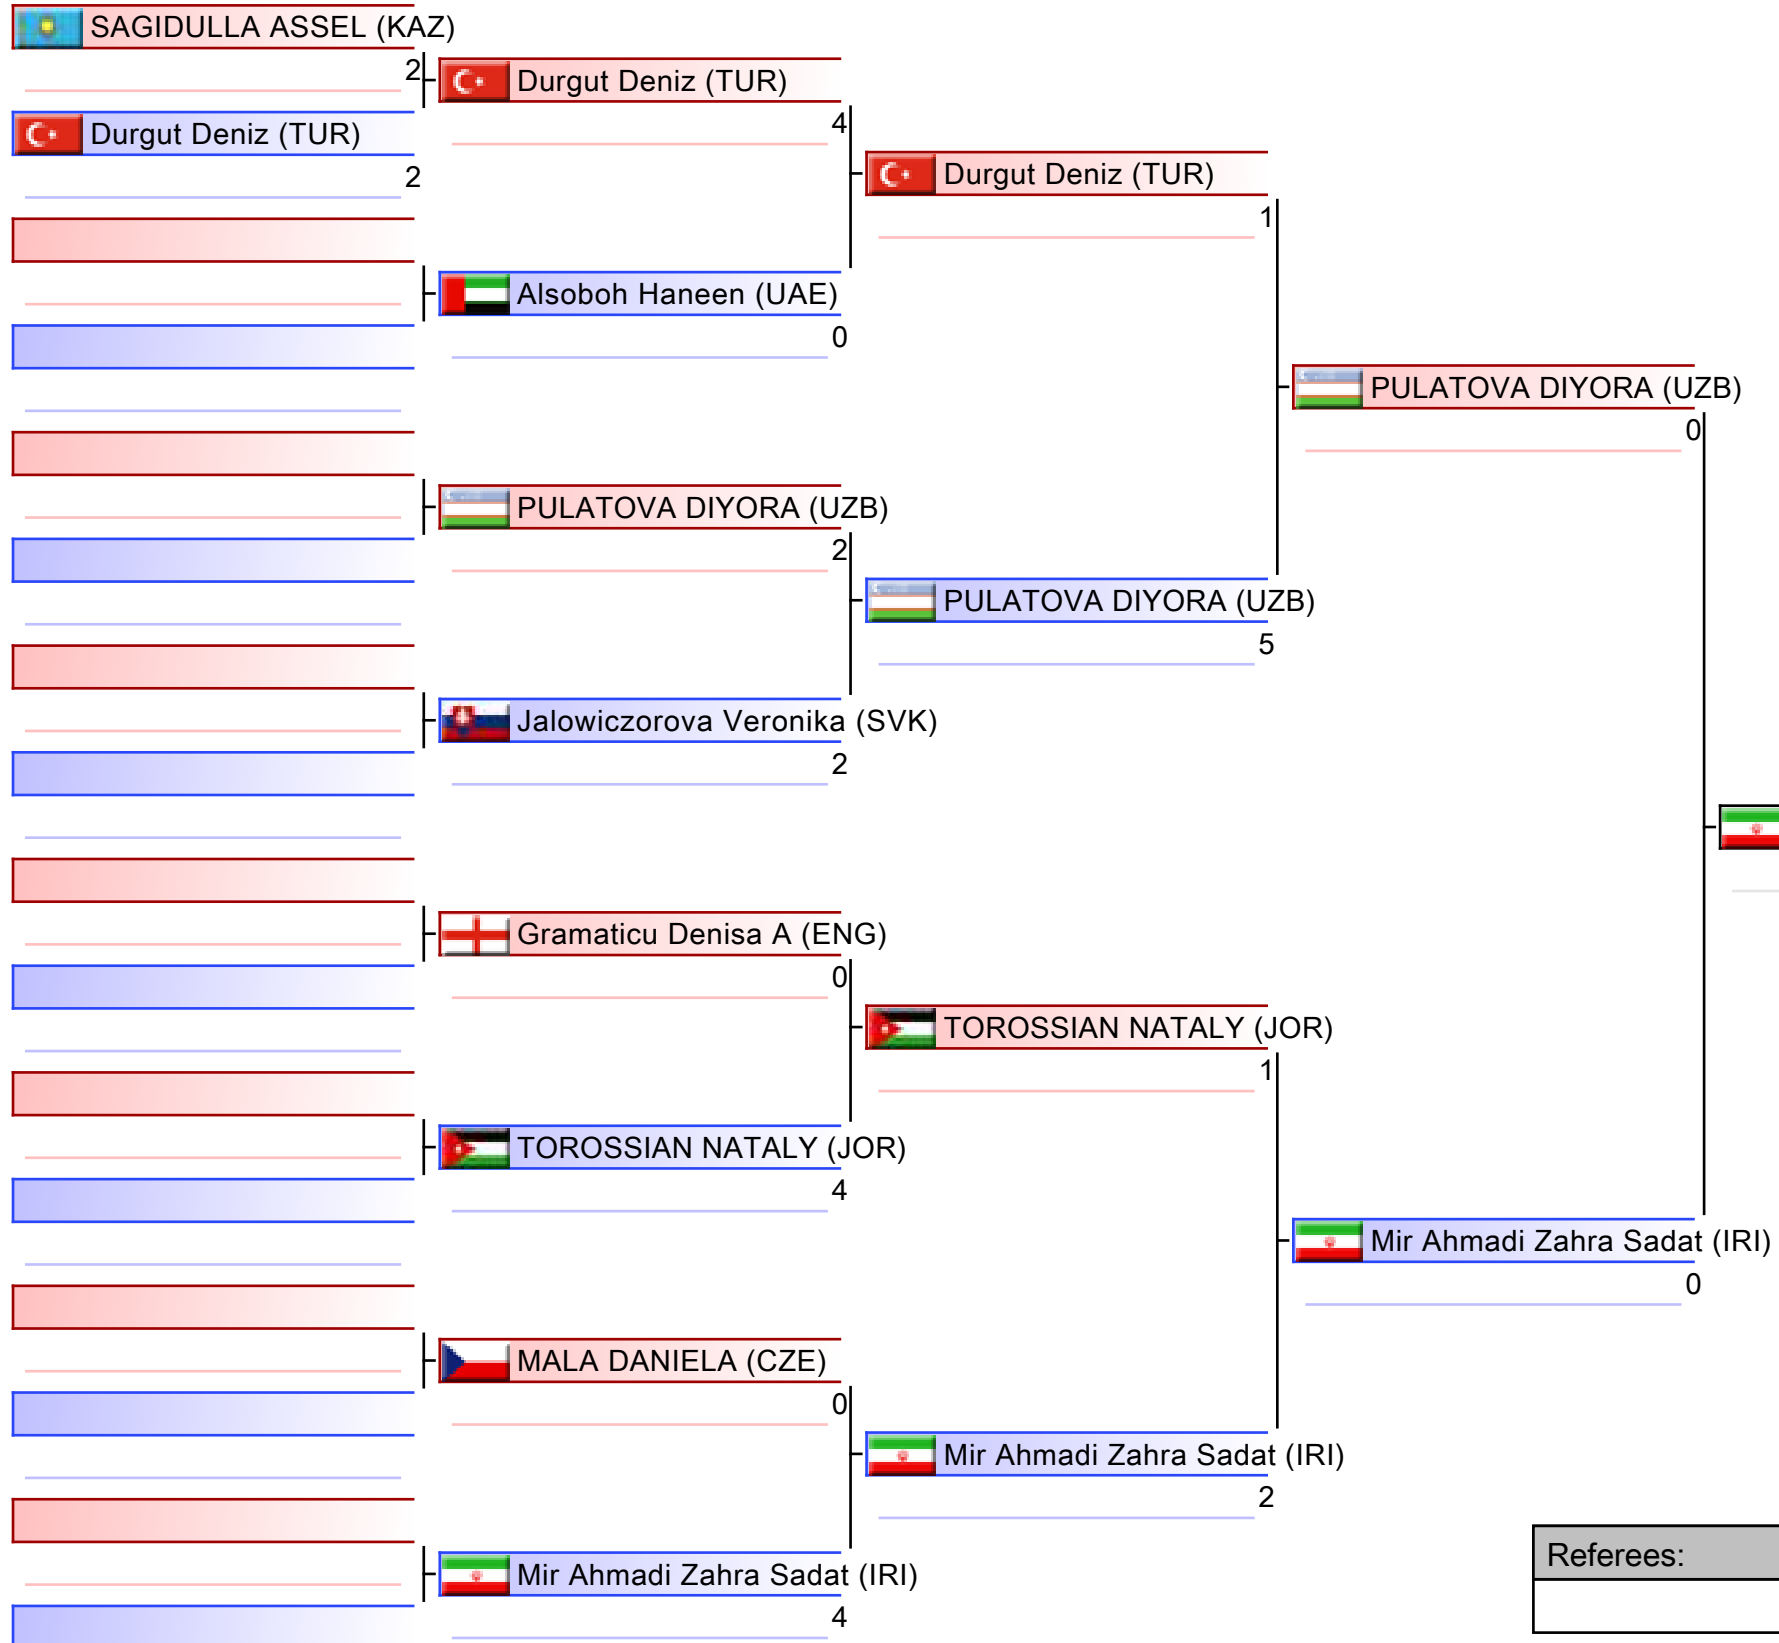 SAGIDULLA ASSEL (KAZ)
2
Durgut Deniz (TUR)
2
Durgut Deniz (TUR)
4
Alsoboh Haneen (UAE)
0
PULATOVA DIYORA (UZB)
2
Jalowiczorova Veronika (SVK)
2
Gramaticu Denisa A (ENG)
0
TOROSSIAN NATALY (JOR)
4
MALA DANIELA (CZE)
0
Mir Ahmadi Zahra Sadat (IRI)
4
Durgut Deniz (TUR)
1
PULATOVA DIYORA (UZB)
5
TOROSSIAN NATALY (JOR)
1
Mir Ahmadi Zahra Sadat (IRI)
2
PULATOVA DIYORA (UZB)
0
Mir Ahmadi Zahra Sadat (IRI)
0
Referees: